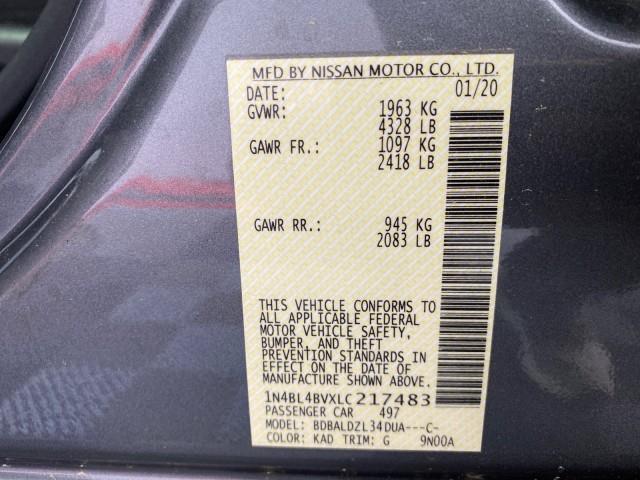 MFD BY NISSAN MOTOR CO., LTD.
DATE: 01/20
GVWR: 1963 KG
4328 LB
GAWR FR.: 1097 KG
2418 LB
GAWR RR.: 945 KG
2083 LB
THIS VEHICLE CONFORMS TO
ALL APPLICABLE FEDERAL
MOTOR VEHICLE SAFETY,
BUMPER, AND THEFT
PREVENTION STANDARDS IN
EFFECT ON THE DATE OF
MANUFACTURE SHOWN ABOVE.
1N4BL4BVXLC217483
PASSENGER CAR 497
MODEL: BDBALDZL34DUA---C-
COLOR: KAD TRIM: G 9N00A